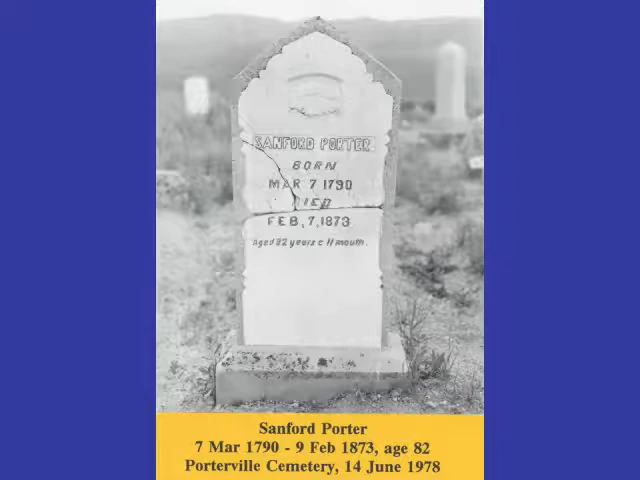 SANFORD PORTER
BORN
MAR 7 1790
DIED
FEB, 7, 1873
Aged 82 years & 11 mouth.
Sanford Porter
7 Mar 1790 - 9 Feb 1873, age 82
Porterville Cemetery, 14 June 1978